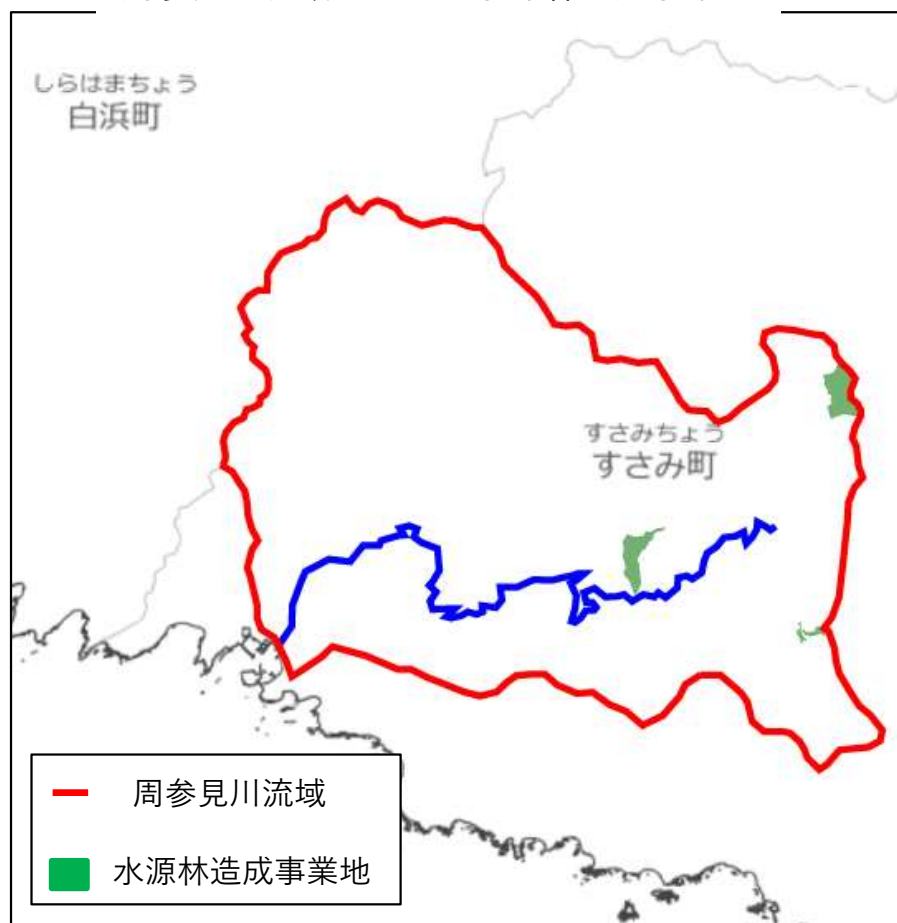 しらはまちょう
白浜町
すさみちょう
すさみ町
周参見川流域
水源林造成事業地